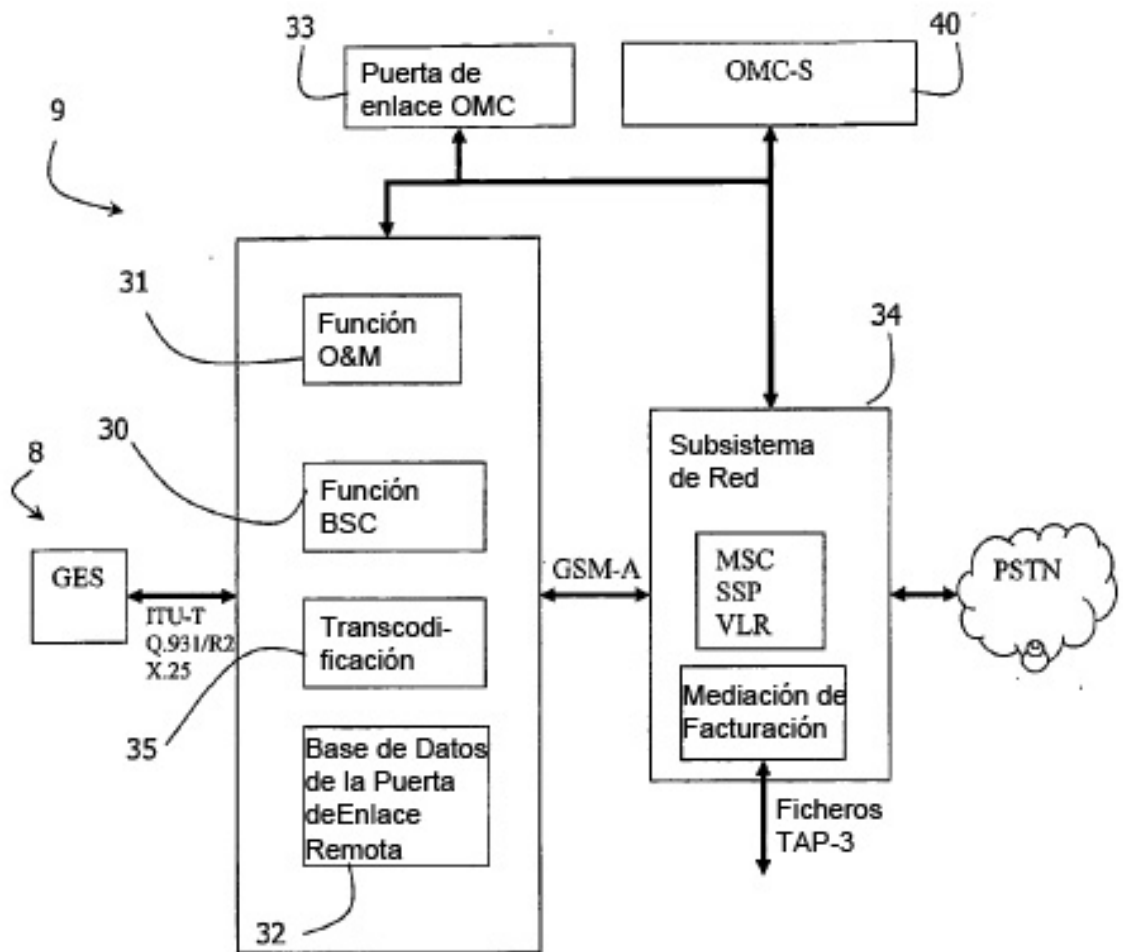 33
40
Puerta de
enlace OMC
OMC-S
9
31
Función
O&M
34
30
8
Subsistema
de Red
Función
BSC
GES
GSM-A
MSC
SSP
VLR
PSTN
ITU-T
Q.931/R2
X.25
Transcodi-
ficación
Mediación de
Facturación
35
Base de Datos
de la Puerta
deEnlace
Remota
Ficheros
TAP-3
32